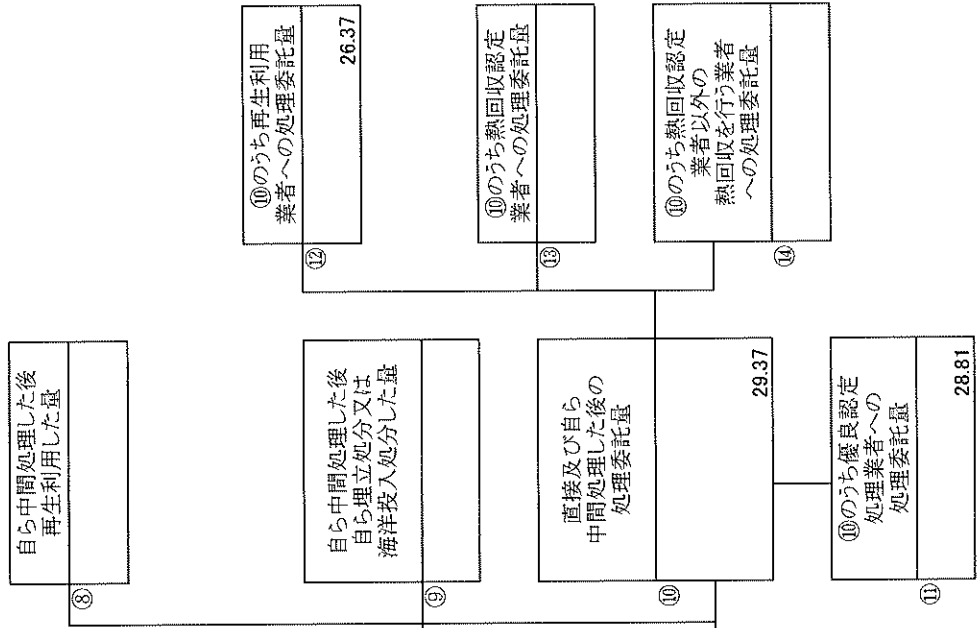 ⑧
自ら中間処理した後
再生利用した量
⑨
自ら中間処理した後
自ら埋立処分又は
海洋投入処分した量
⑩
直接及び自ら
中間処理した後の
処理委託量
29.37
⑪
⑩のうち優良認定
処理業者への
処理委託量
28.81
⑫
⑩のうち再生利用
業者への処理委託量
26.37
⑬
⑩のうち熱回収認定
業者への処理委託量
⑭
⑩のうち熱回収認定
業者以外の
熱回収を行う業者
への処理委託量